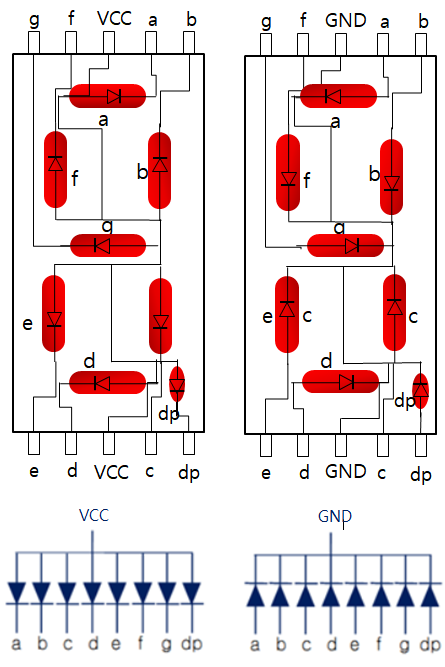 g f VCC a b
g f GND a b
a
a
f b
f b
g
g
e
e c c
d
d
dp
dp
e d VCC c dp
e d GND c dp
VCC
GND
a b c d e f g dp
a b c d e f g dp